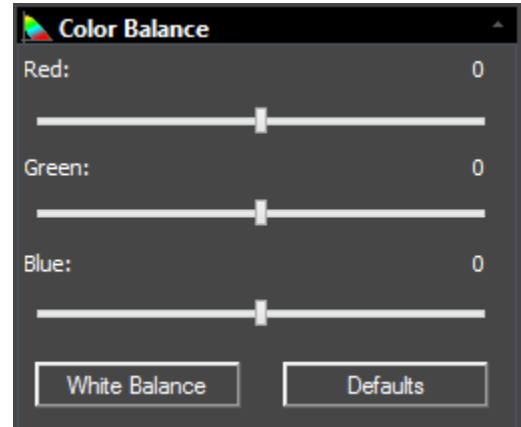 Color Balance
Red: 0
Green: 0
Blue: 0
White Balance Defaults